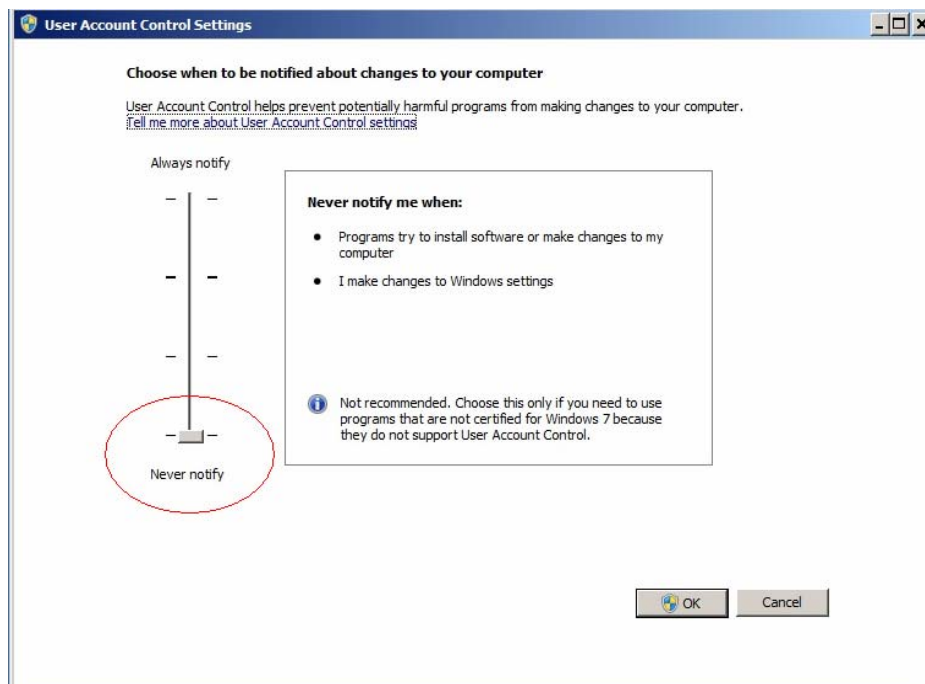 User Account Control Settings
Choose when to be notified about changes to your computer
User Account Control helps prevent potentially harmful programs from making changes to your computer.
Tell me more about User Account Control settings
Always notify
Never notify me when:
Programs try to install software or make changes to my
computer
I make changes to Windows settings
Not recommended. Choose this only if you need to use
programs that are not certified for Windows 7 because
they do not support User Account Control.
Never notify
OK
Cancel